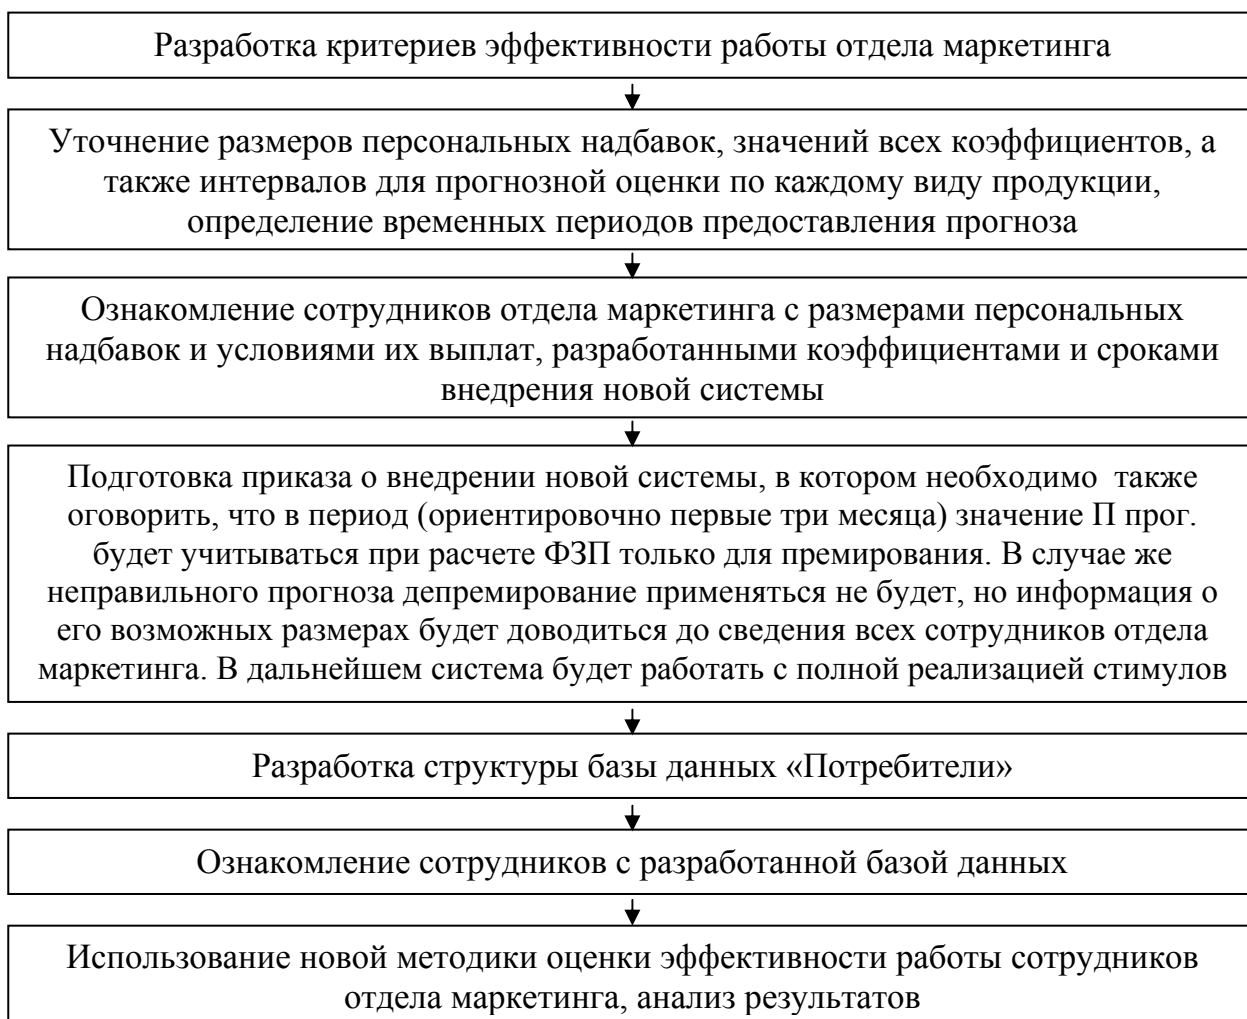 Разработка критериев эффективности работы отдела маркетинга
Уточнение размеров персональных надбавок, значений всех коэффициентов, а
также интервалов для прогнозной оценки по каждому виду продукции,
определение временных периодов предоставления прогноза
Ознакомление сотрудников отдела маркетинга с размерами персональных
надбавок и условиями их выплат, разработанными коэффициентами и сроками
внедрения новой системы
Подготовка приказа о внедрении новой системы, в котором необходимо также
оговорить, что в период (ориентировочно первые три месяца) значение П прог.
будет учитываться при расчете ФЗП только для премирования. В случае же
неправильного прогноза депремирование применяться не будет, но информация о
его возможных размерах будет доводиться до сведения всех сотрудников отдела
маркетинга. В дальнейшем система будет работать с полной реализацией стимулов
Разработка структуры базы данных «Потребители»
Ознакомление сотрудников с разработанной базой данных
Использование новой методики оценки эффективности работы сотрудников
отдела маркетинга, анализ результатов